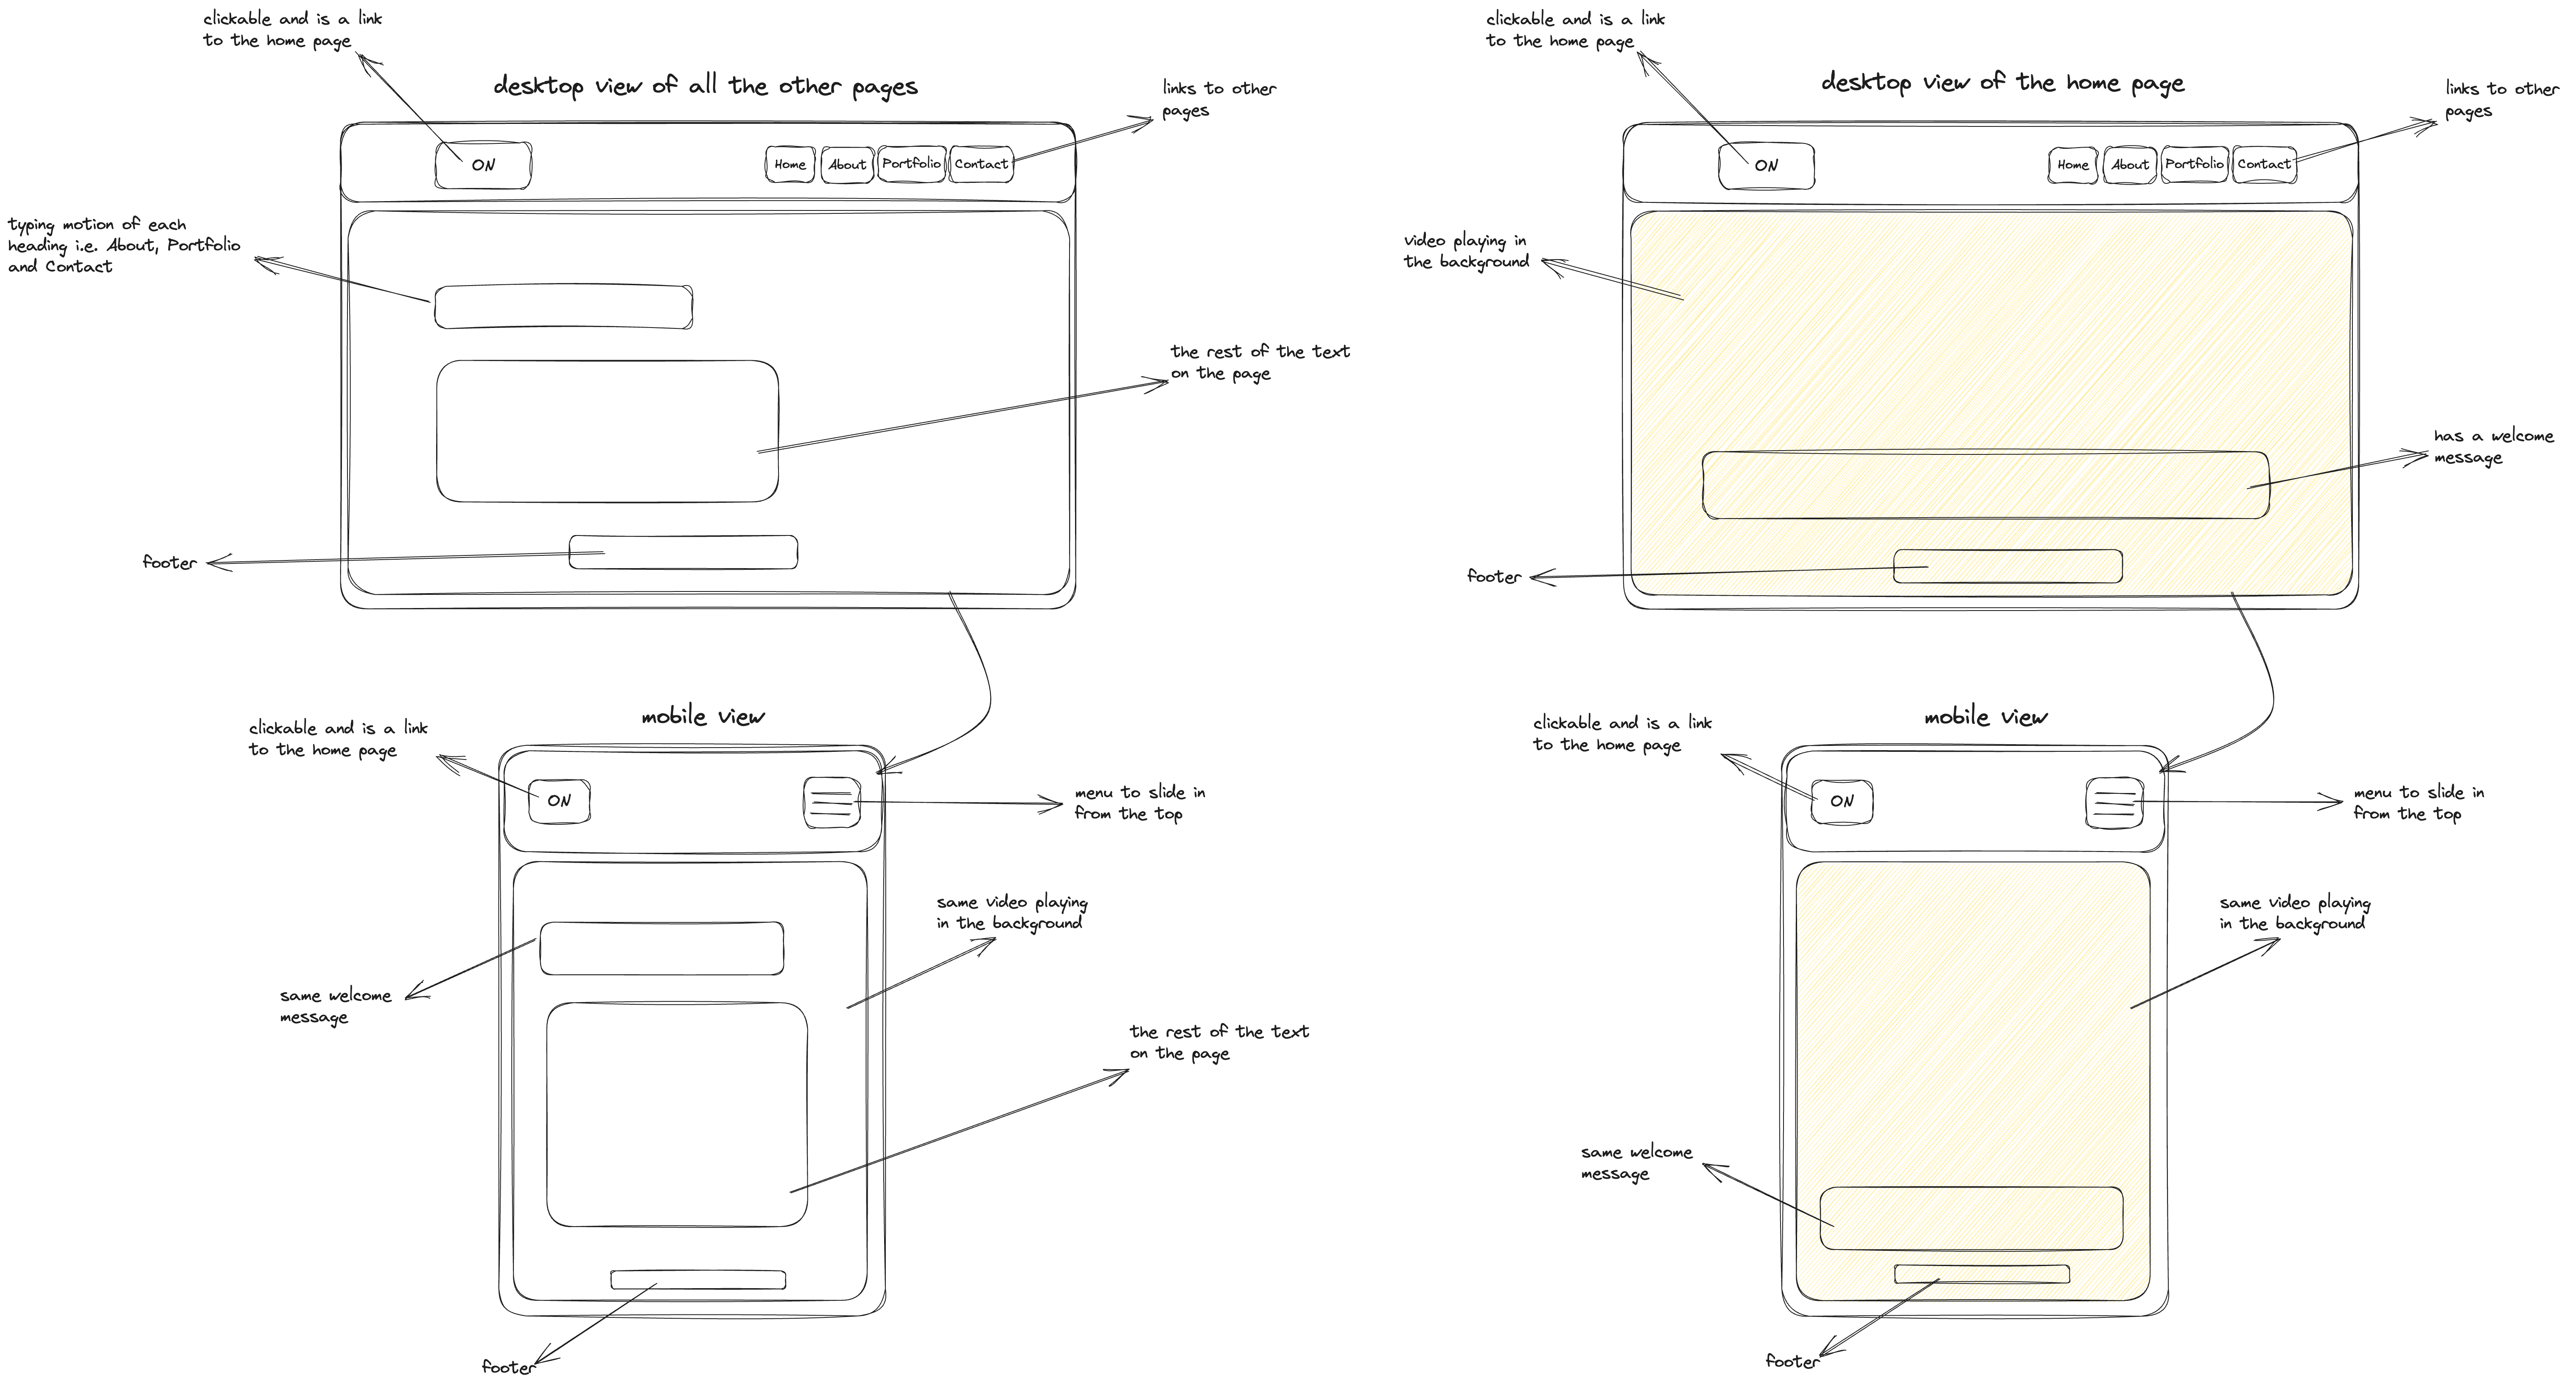 clickable and is a link
to the home page
desktop view of all the other pages
links to other
pages
ON
Home
About
Portfolio
Contact
typing motion of each
heading i.e. About, Portfolio
and Contact
the rest of the text
on the page
footer
mobile view
clickable and is a link
to the home page
ON
menu to slide in
from the top
same video playing
in the background
same welcome
message
the rest of the text
on the page
footer
clickable and is a link
to the home page
desktop view of the home page
links to other
pages
ON
Home
About
Portfolio
Contact
video playing in
the background
has a welcome
message
footer
mobile view
clickable and is a link
to the home page
ON
menu to slide in
from the top
same video playing
in the background
same welcome
message
footer